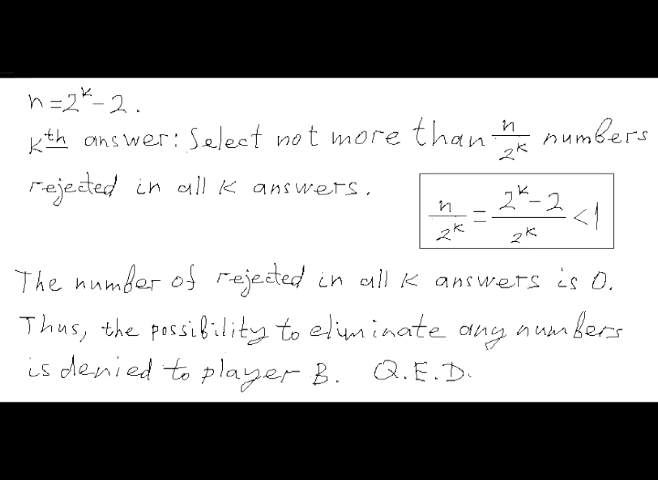 n=2^k-2.
kth answer: Select not more than n/2^k numbers
rejected in all k answers.
n/2^k = (2^k-2)/2^k < 1
The number of rejected in all k answers is 0.
Thus, the possibility to eliminate any numbers
is denied to player B. Q.E.D.